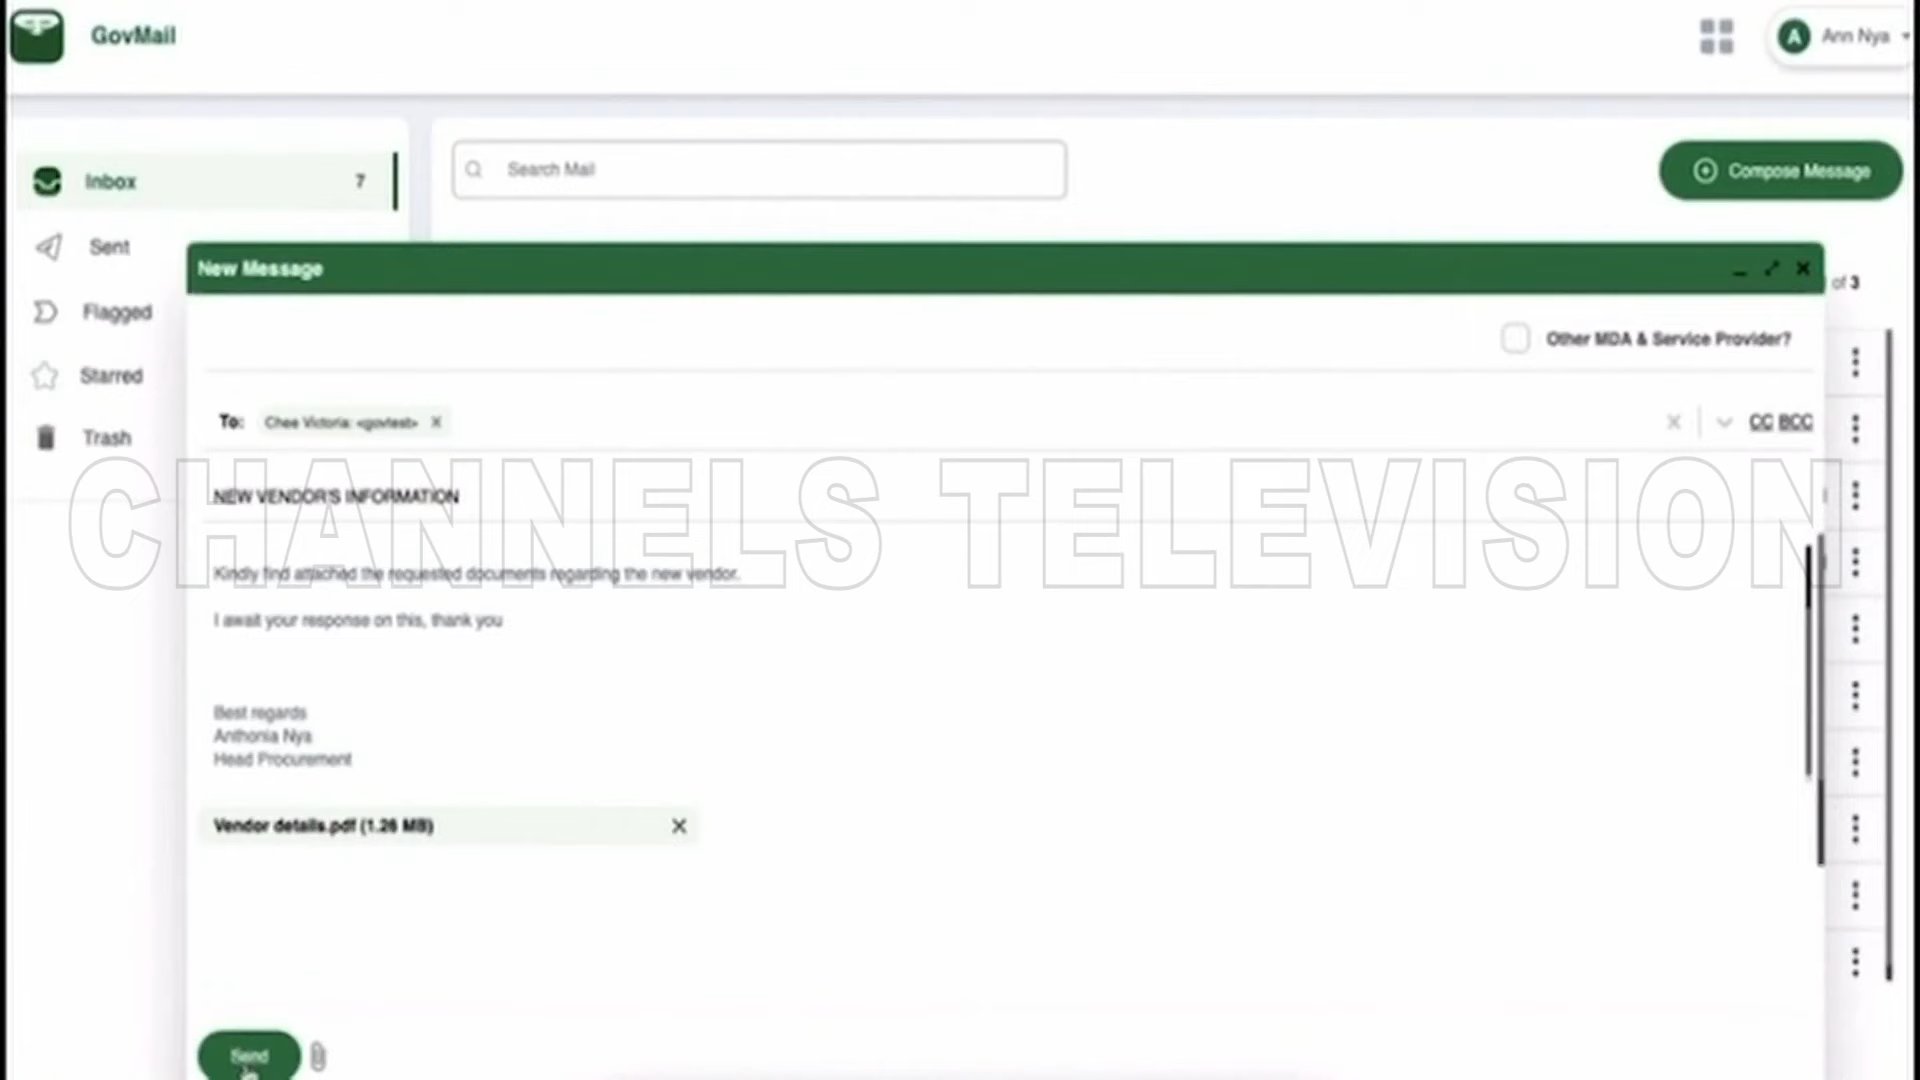 GovMail
A Ann Nya
Inbox 7
Search Mail
Compose Message
Sent
New Message
of 3
Flagged
Other MDA & Service Provider?
Starred
To: Chee Victoria: <govtest> X
CC BCC
Trash
CHANNELS TELEVISION
NEW VENDOR'S INFORMATION
Kindly find attached the requested documents regarding the new vendor.
I await your response on this, thank you
Best regards
Anthonia Nya
Head Procurement
Vendor details.pdf (1.26 MB)
Send